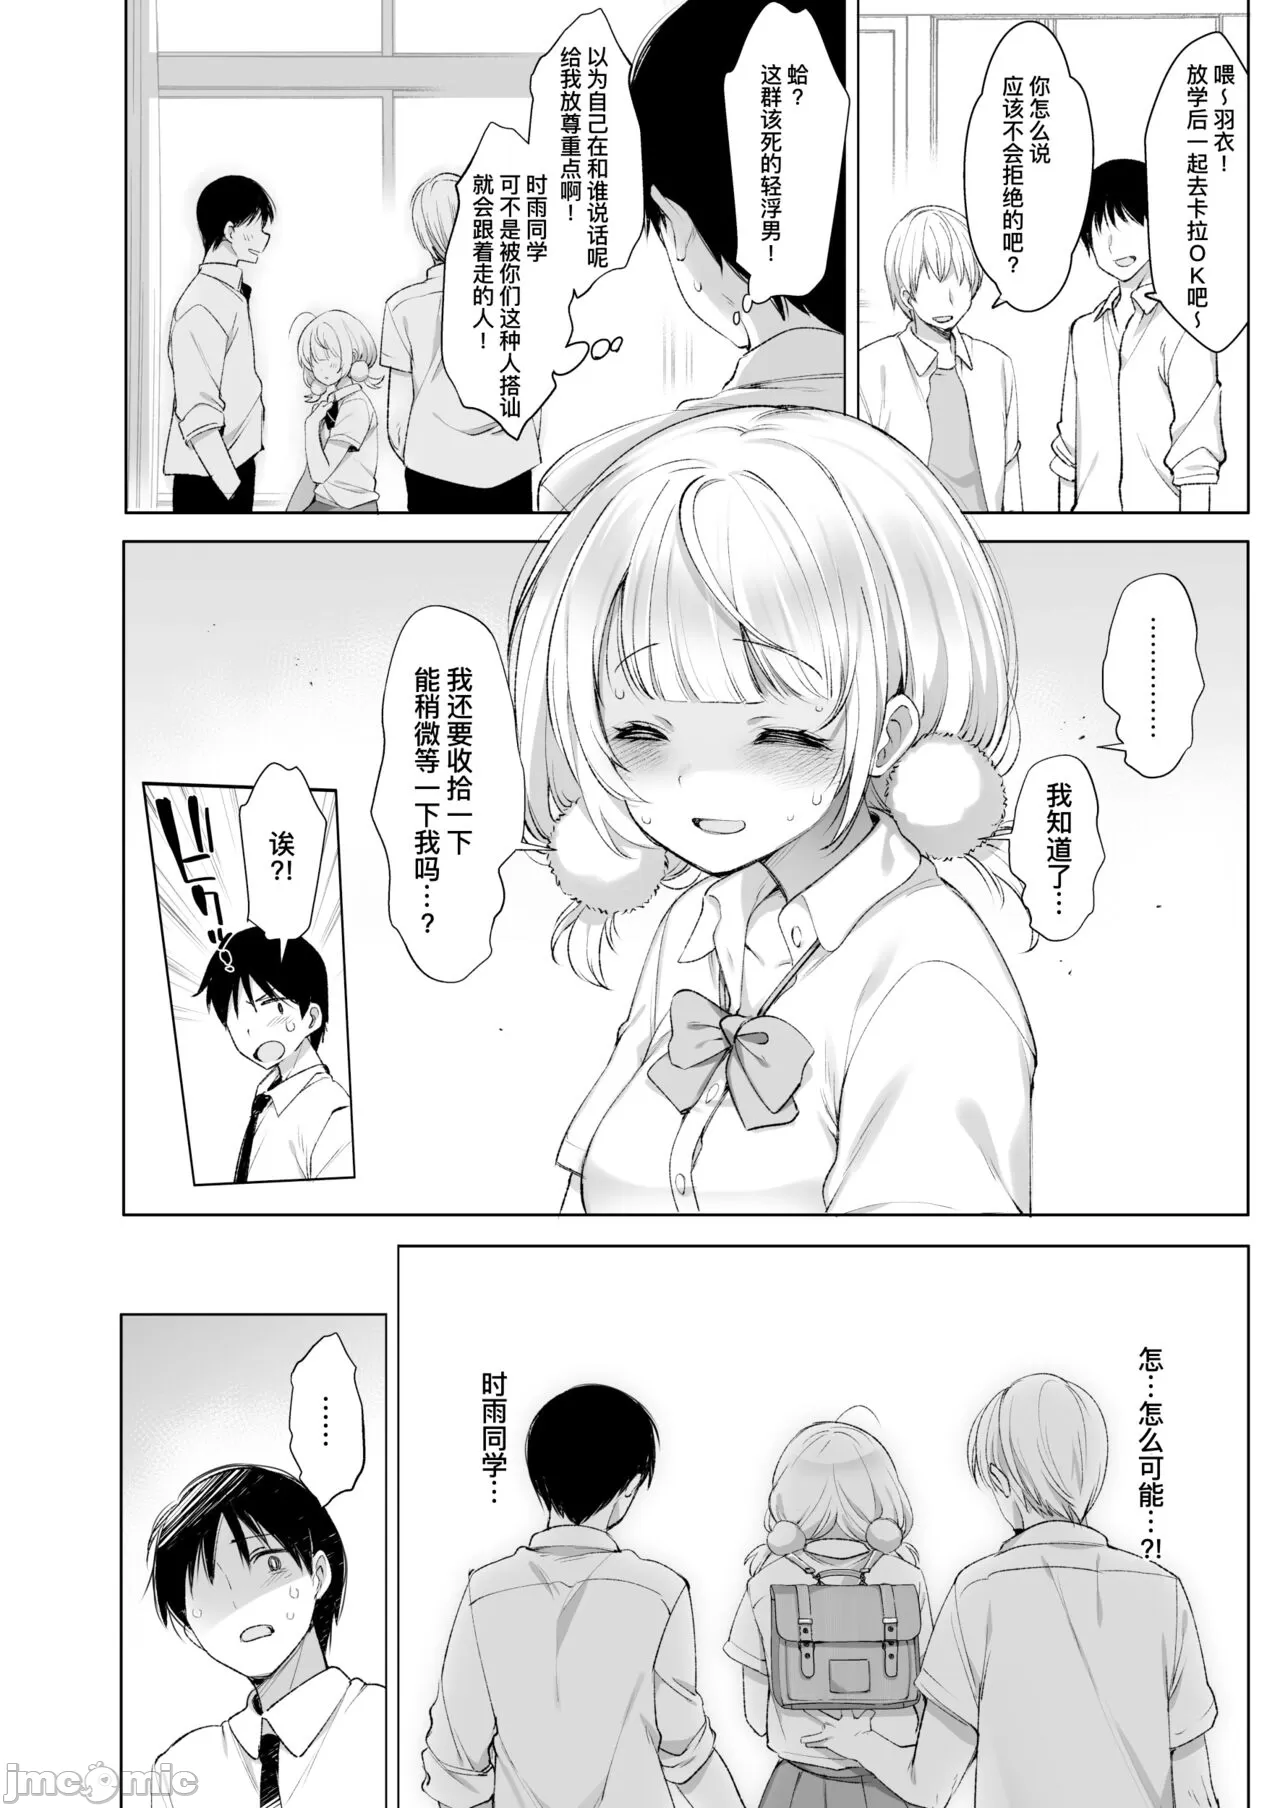 喂～羽衣！
放学后一起去卡拉OK吧～
你怎么说
应该不会拒绝的吧？
蛤？
这群该死的轻浮男！
以为自己在和谁说话呢
给我放尊重点啊！
时雨同学
可不是被你们这种人搭讪
就会跟着走的人！
…………
我知道了…
我还要收拾一下
能稍微等一下我吗…？
诶？！
ビクッ
怎…怎么可能…？！
时雨同学…
……
jmcomic